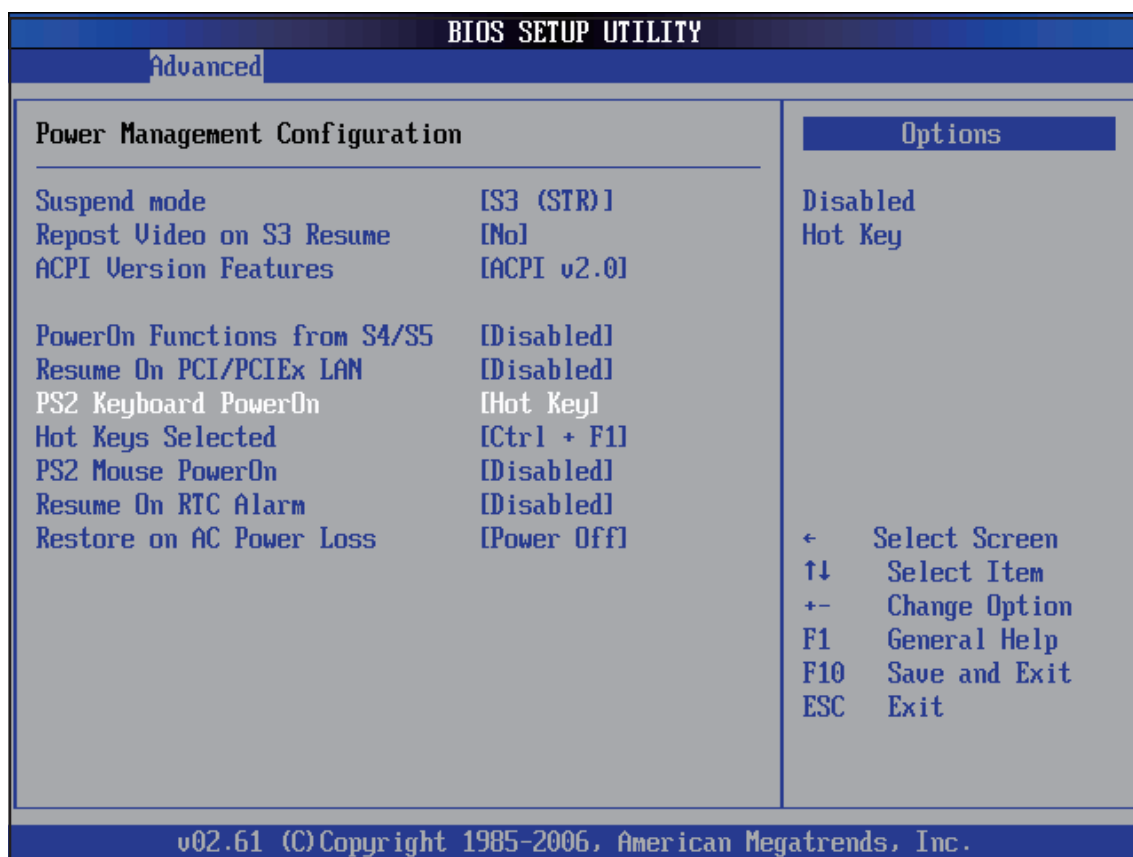 BIOS SETUP UTILITY
Advanced
Power Management Configuration
Suspend mode [S3 (STR)]
Repost Video on S3 Resume [No]
ACPI Version Features [ACPI v2.0]
PowerOn Functions from S4/S5 [Disabled]
Resume On PCI/PCIEx LAN [Disabled]
PS2 Keyboard PowerOn [Hot Key]
Hot Keys Selected [Ctrl + F1]
PS2 Mouse PowerOn [Disabled]
Resume On RTC Alarm [Disabled]
Restore on AC Power Loss [Power Off]
Options
Disabled
Hot Key
← Select Screen
↑↓ Select Item
+- Change Option
F1 General Help
F10 Save and Exit
ESC Exit
v02.61 (C)Copyright 1985-2006, American Megatrends, Inc.